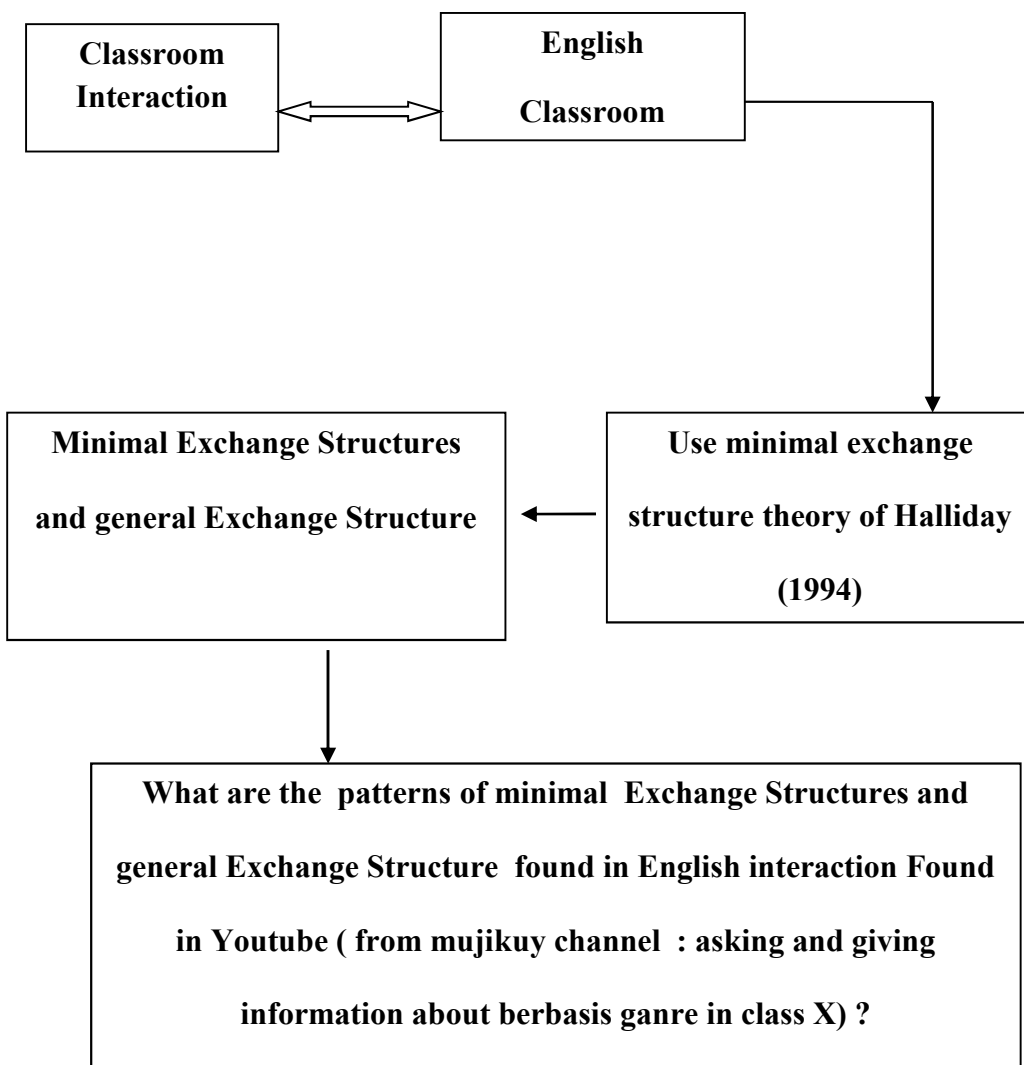 Classroom
Interaction
English
Classroom
Use minimal exchange
structure theory of Halliday
(1994)
Minimal Exchange Structures
and general Exchange Structure
What are the patterns of minimal Exchange Structures and
general Exchange Structure found in English interaction Found
in Youtube ( from mujikuy channel : asking and giving
information about berbasis ganre in class X) ?